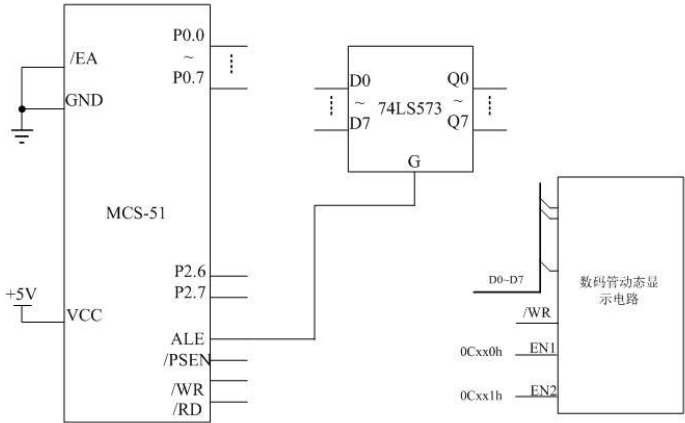 /EA
GND
MCS-51
+5V
VCC
P0.0
~
P0.7
P2.6
P2.7
ALE
/PSEN
/WR
/RD
D0
~
D7
74LS573
Q0
~
Q7
G
D0~D7
/WR
0Cxx0h
EN1
0Cxx1h
EN2
数码管动态显
示电路